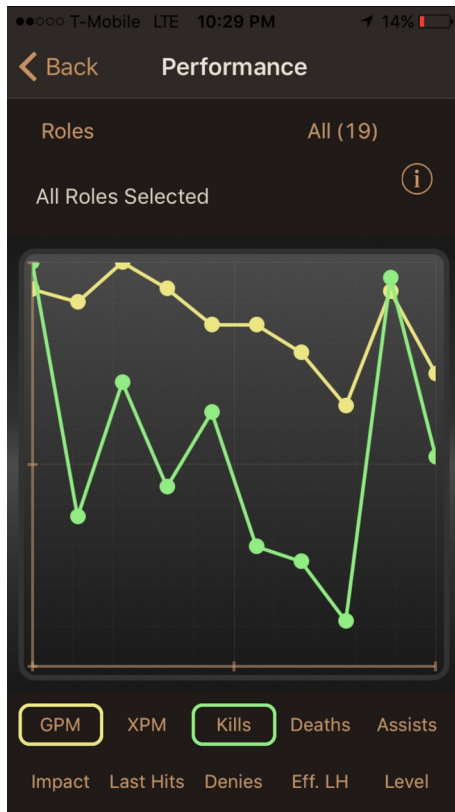 T-Mobile LTE 10:29 PM 14%
Back Performance
Roles All (19)
i
All Roles Selected
GPM XPM Kills Deaths Assists
Impact Last Hits Denies Eff. LH Level